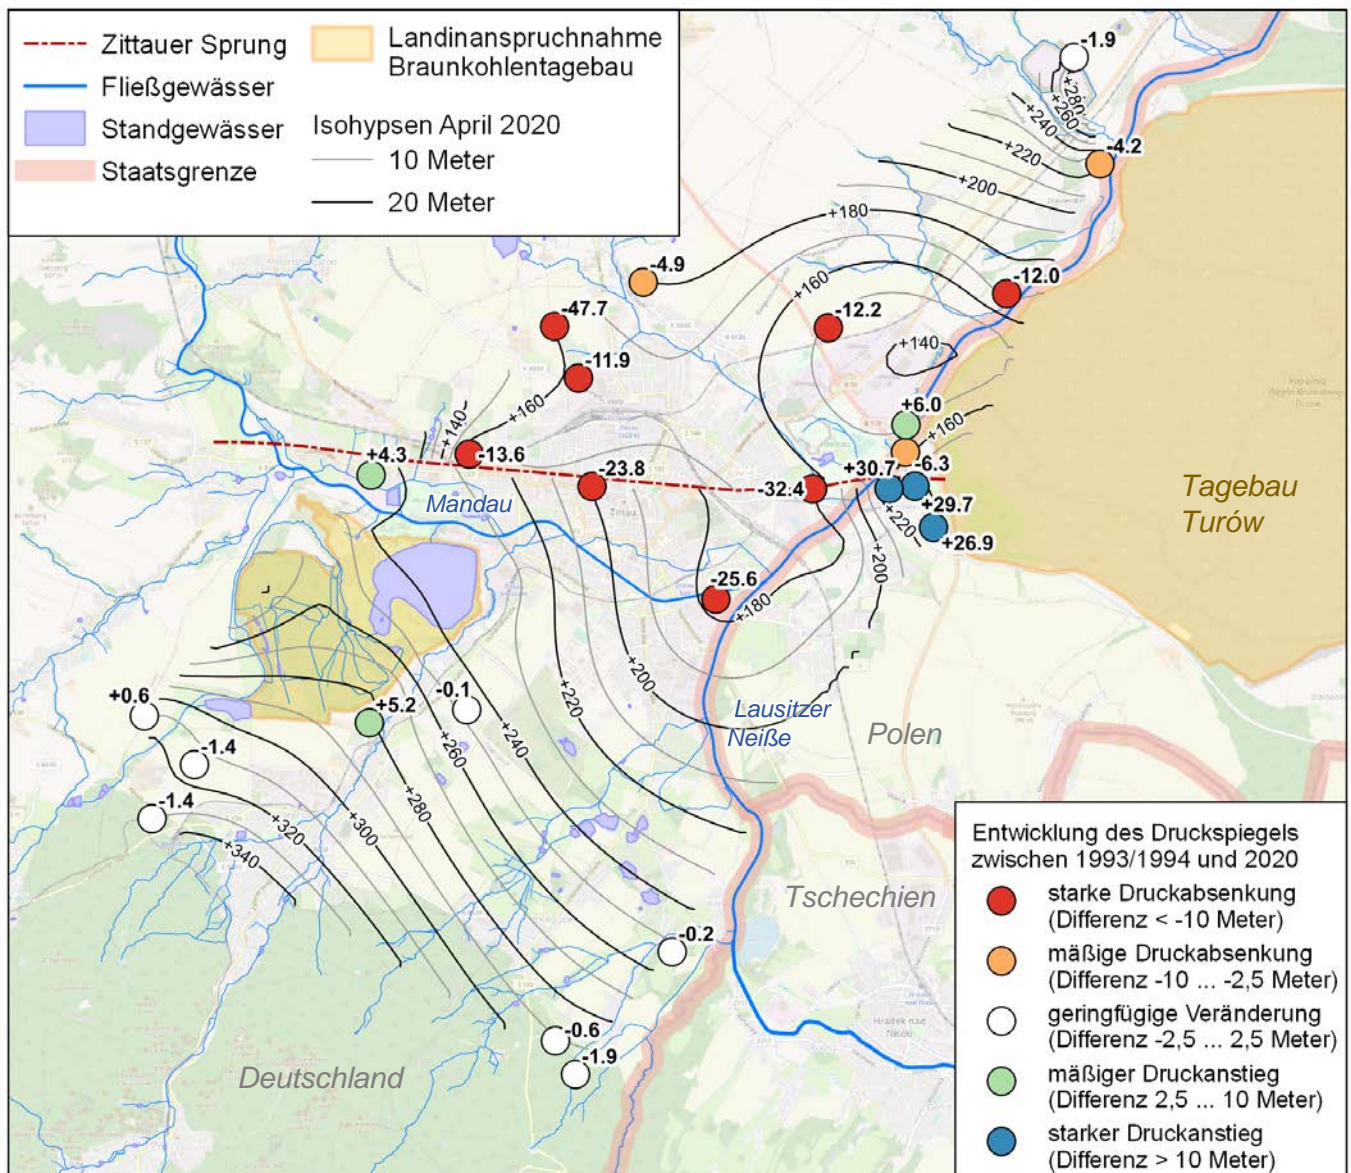 Zittauer Sprung
Fließgewässer
Standgewässer
Staatsgrenze
Landinanspruchnahme
Braunkohlentagebau
Isohypsen April 2020
10 Meter
20 Meter
-1.9
+280
+260
+240
-4.2
+220
+200
+180
-4.9
-12.0
+160
-47.7
-12.2
+140
-11.9
+160
+6.0
+140
+160
+4.3
-13.6
-23.8
-32.4
+30.7
-6.3
Mandau
Zittau
+29.7
+220
+26.9
Tagebau
Turów
+200
-25.6
+180
+0.6
+5.2
-0.1
+200
+220
+240
+260
Lausitzer
Neiße
Polen
-1.4
-1.4
+280
+300
+320
+340
Tschechien
-0.2
-0.6
-1.9
Deutschland
Hrádek nad
Nisou
Entwicklung des Druckspiegels
zwischen 1993/1994 und 2020
starke Druckabsenkung
(Differenz < -10 Meter)
mäßige Druckabsenkung
(Differenz -10 ... -2,5 Meter)
geringfügige Veränderung
(Differenz -2,5 ... 2,5 Meter)
mäßiger Druckanstieg
(Differenz 2,5 ... 10 Meter)
starker Druckanstieg
(Differenz > 10 Meter)